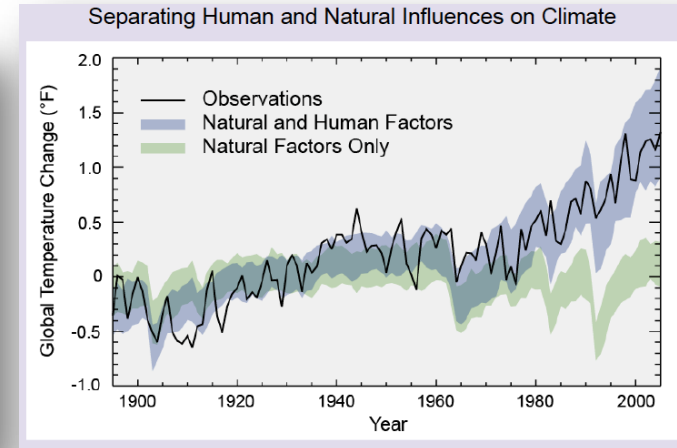 Separating Human and Natural Influences on Climate
2.0
1.5
1.0
0.5
0
-0.5
-1.0
Global Temperature Change (°F)
Observations
Natural and Human Factors
Natural Factors Only
1900 1920 1940 1960 1980 2000
Year